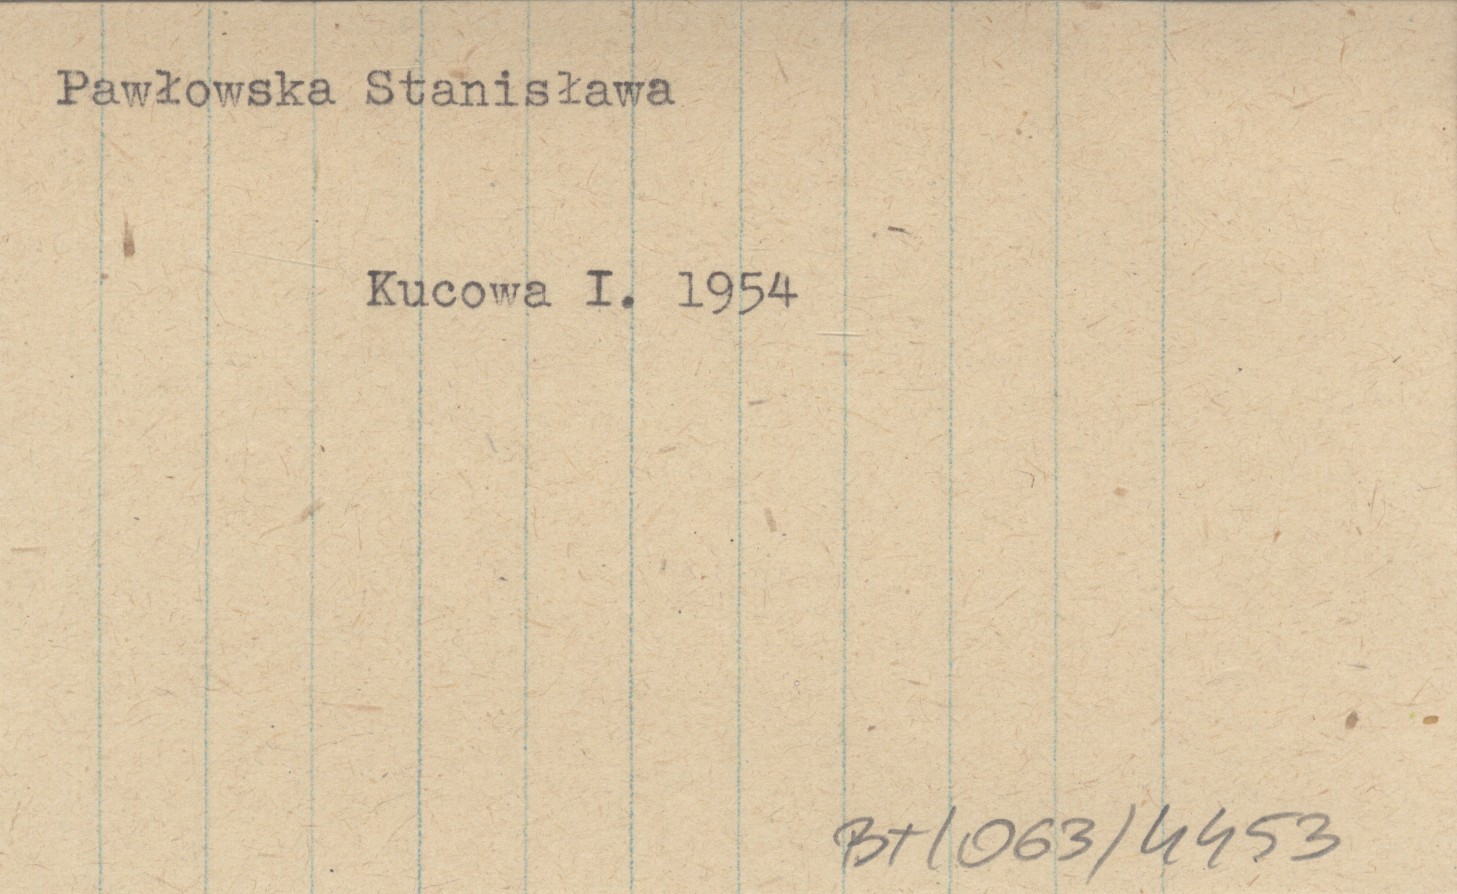 Pawłowska Stanisława
Kucowa I. 1954
Bt/063/4453